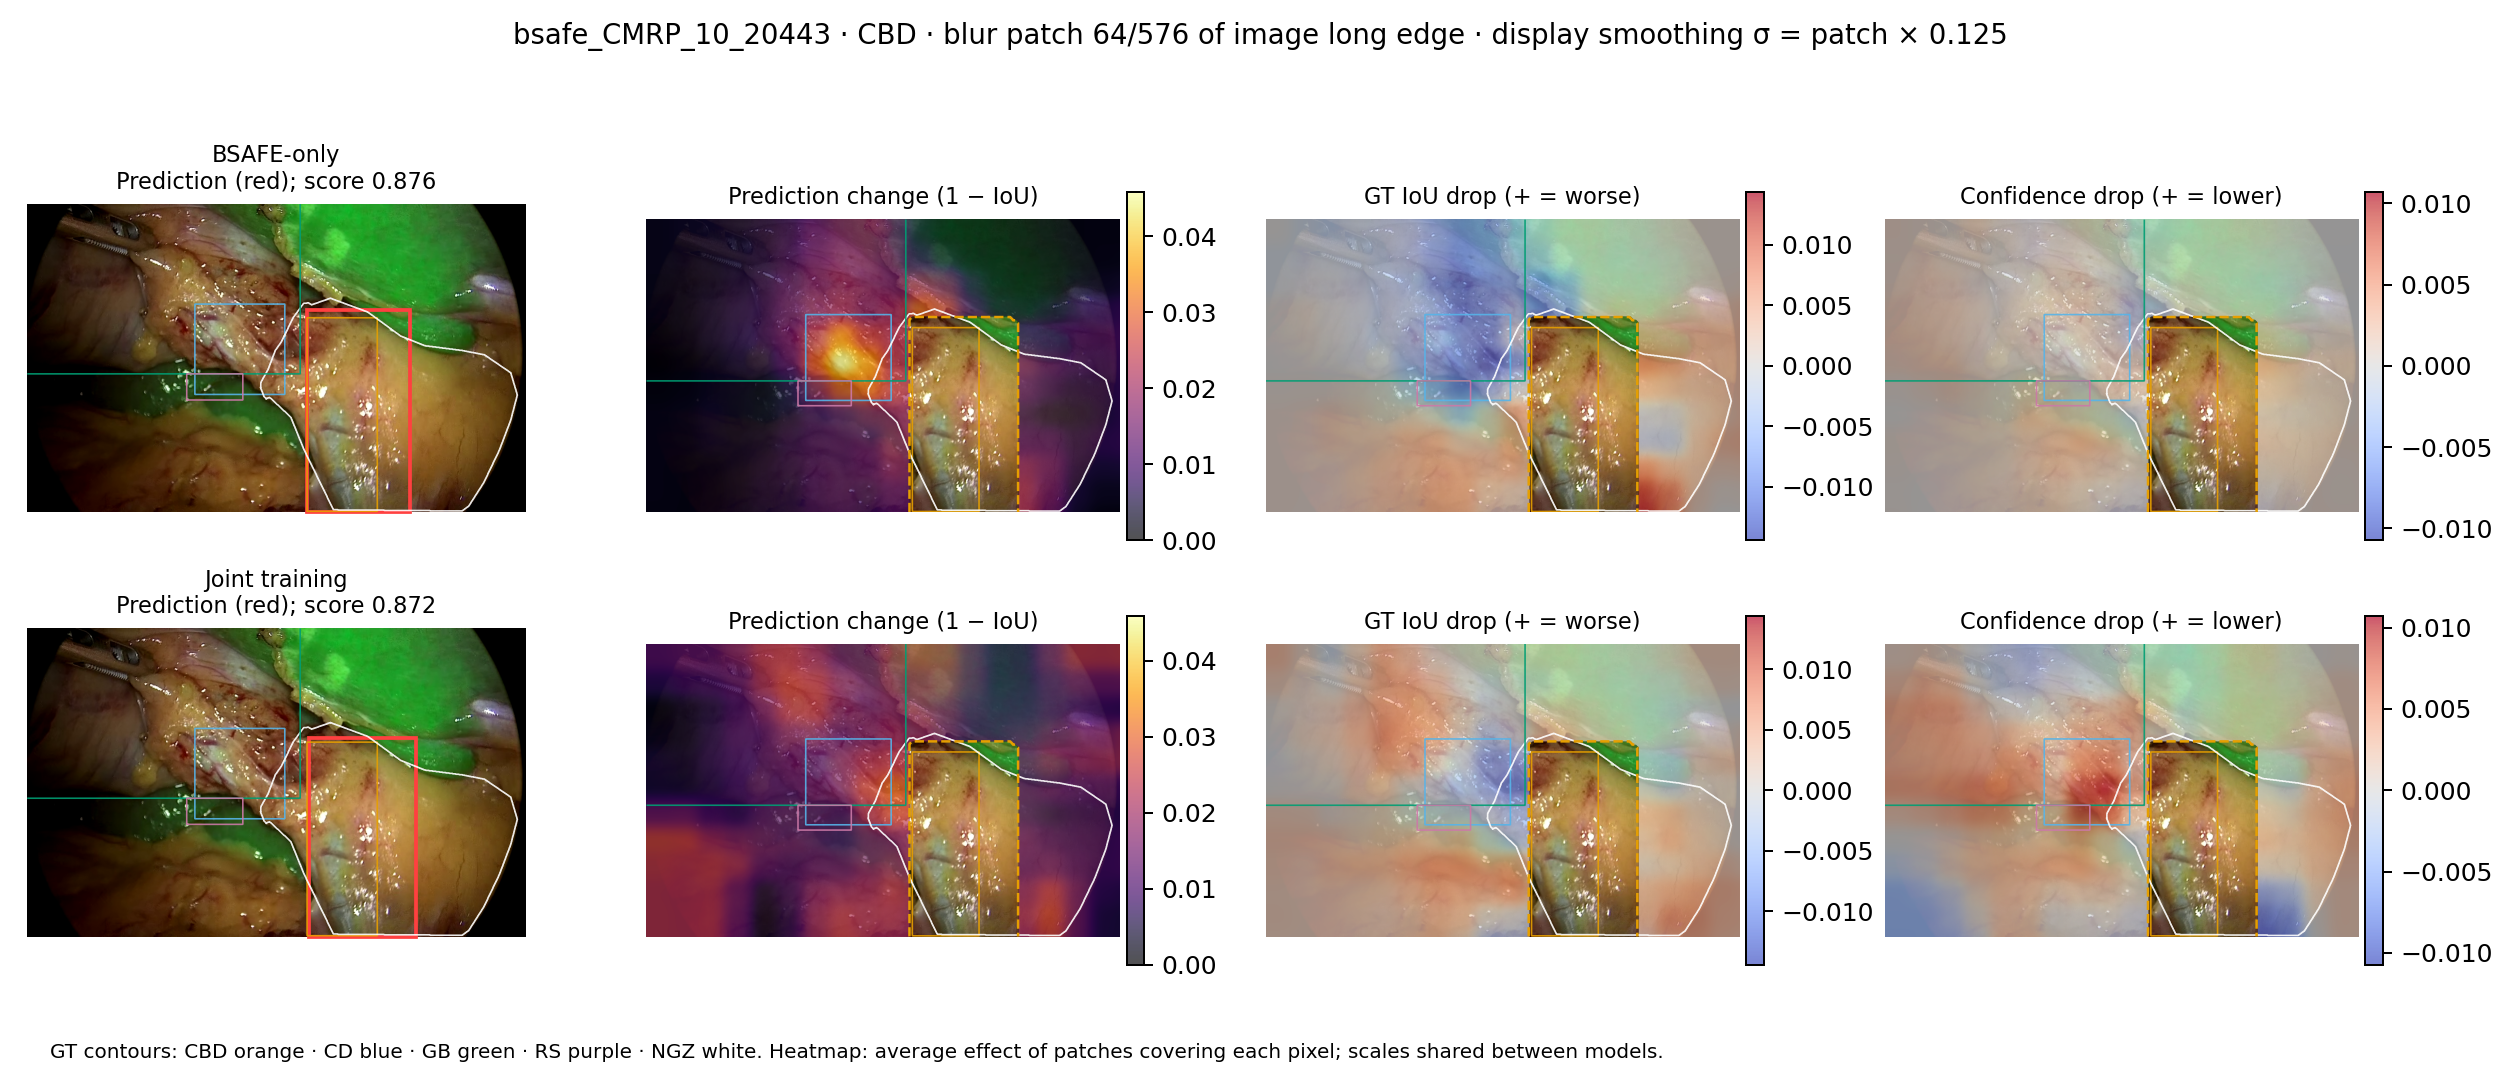 bsafe_CMRP_10_20443 · CBD · blur patch 64/576 of image long edge · display smoothing σ = patch × 0.125
BSAFE-only
Prediction (red); score 0.876
Prediction change (1 − IoU)
0.04
0.03
0.02
0.01
0.00
GT IoU drop (+ = worse)
0.010
0.005
0.000
−0.005
−0.010
Confidence drop (+ = lower)
0.010
0.005
0.000
−0.005
−0.010
Joint training
Prediction (red); score 0.872
Prediction change (1 − IoU)
0.04
0.03
0.02
0.01
0.00
GT IoU drop (+ = worse)
0.010
0.005
0.000
−0.005
−0.010
Confidence drop (+ = lower)
0.010
0.005
0.000
−0.005
−0.010
GT contours: CBD orange · CD blue · GB green · RS purple · NGZ white. Heatmap: average effect of patches covering each pixel; scales shared between models.